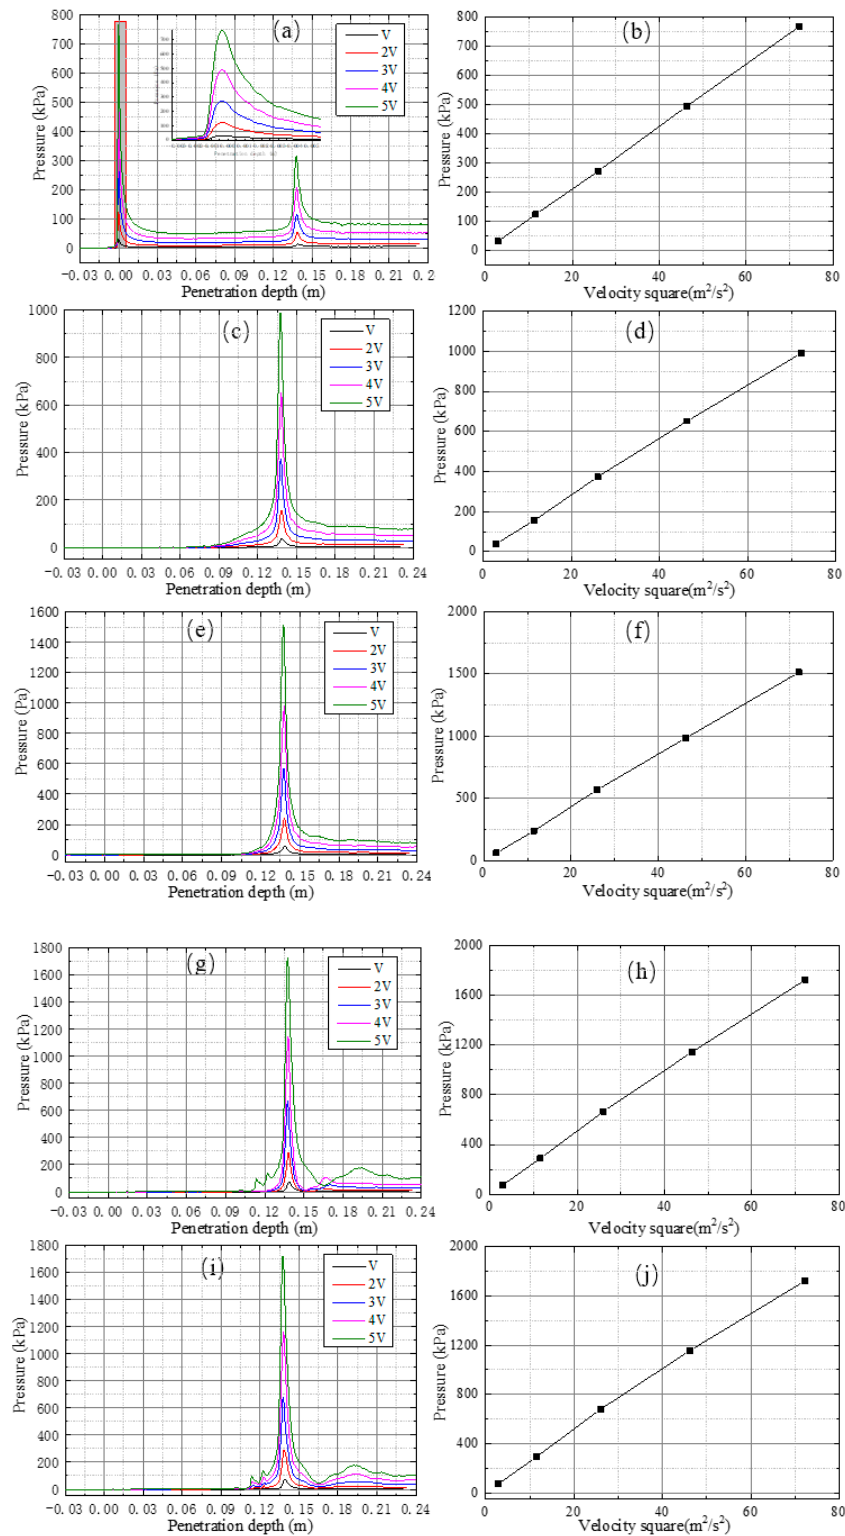 (a)
V
2V
3V
4V
5V
800
700
600
500
400
300
200
100
0
Pressure (kPa)
-0.03 0.00 0.03 0.06 0.09 0.12 0.15 0.18 0.21 0.2
Penetration depth (m)
(b)
800
700
600
500
400
300
200
100
0
Pressure (kPa)
0 20 40 60 80
Velocity square(m²/s²)
(c)
V
2V
3V
4V
5V
1000
800
600
400
200
0
Pressure (kPa)
-0.03 0.00 0.03 0.06 0.09 0.12 0.15 0.18 0.21 0.24
Penetration depth (m)
(d)
1200
1000
800
600
400
200
0
Pressure (kPa)
0 20 40 60 80
Velocity square(m²/s²)
(e)
V
2V
3V
4V
5V
1600
1400
1200
1000
800
600
400
200
0
Pressure (Pa)
-0.03 0.00 0.03 0.06 0.09 0.12 0.15 0.18 0.21 0.24
Penetration depth (m)
(f)
2000
1500
1000
500
0
Pressure (kPa)
0 20 40 60 80
Velocity square(m²/s²)
(g)
V
2V
3V
4V
5V
1800
1600
1400
1200
1000
800
600
400
200
0
Pressure (kPa)
-0.03 0.00 0.03 0.06 0.09 0.12 0.15 0.18 0.21 0.24
Penetration depth (m)
(h)
2000
1600
1200
800
400
0
Pressure (kPa)
0 20 40 60 80
Velocity square(m²/s²)
(i)
V
2V
3V
4V
5V
1800
1600
1400
1200
1000
800
600
400
200
0
Pressure (kPa)
-0.03 0.00 0.03 0.06 0.09 0.12 0.15 0.18 0.21 0.24
Penetration depth (m)
(j)
2000
1600
1200
800
400
0
Pressure (kPa)
0 20 40 60 80
Velocity square(m²/s²)